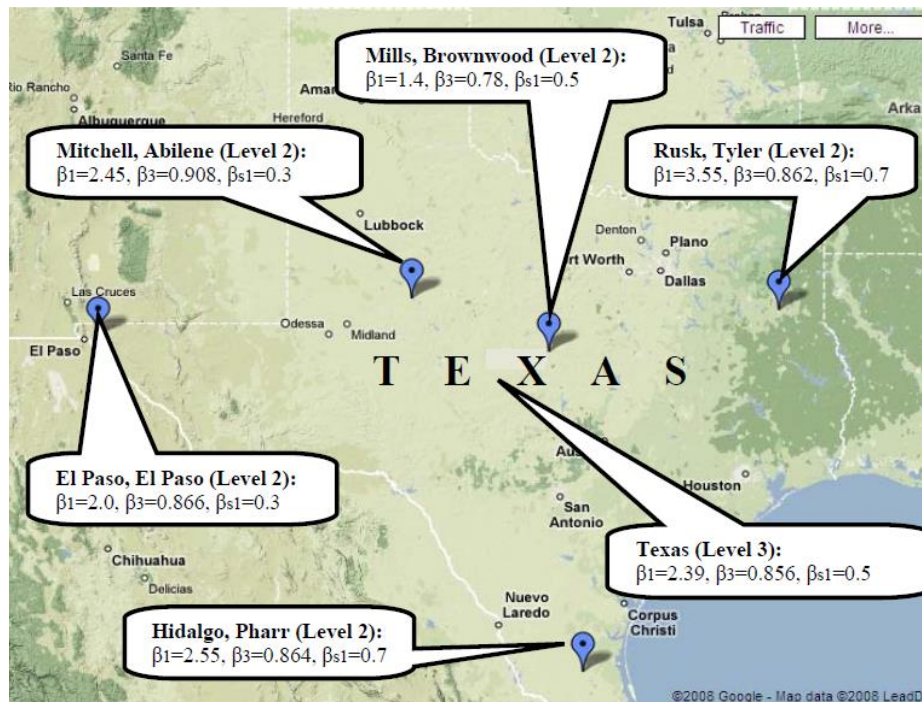 Tulsa
Traffic
More...
Santa Fe
Rio Rancho
Albuquerque
Mills, Brownwood (Level 2):
β1=1.4, β3=0.78, βs1=0.5
Hereford
Mitchell, Abilene (Level 2):
β1=2.45, β3=0.908, βs1=0.3
Rusk, Tyler (Level 2):
β1=3.55, β3=0.862, βs1=0.7
Lubbock
Denton
Plano
Dallas
Las Cruces
Odessa
Midland
El Paso
T E X A S
El Paso, El Paso (Level 2):
β1=2.0, β3=0.866, βs1=0.3
Houston
San
Antonio
Texas (Level 3):
β1=2.39, β3=0.856, βs1=0.5
Chihuahua
Delicias
Nuevo
Laredo
Corpus
Christi
Hidalgo, Pharr (Level 2):
β1=2.55, β3=0.864, βs1=0.7
©2008 Google - Map data ©2008 LeadD